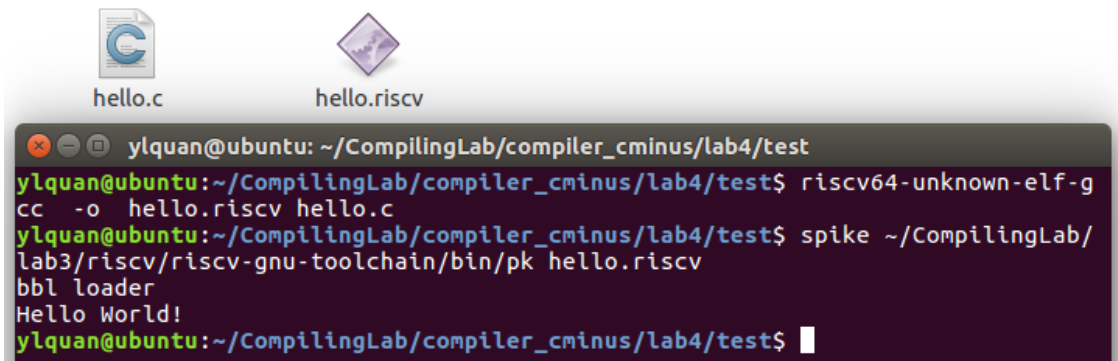 hello.c hello.riscv
ylquan@ubuntu: ~/CompilingLab/compiler_cminus/lab4/test
ylquan@ubuntu:~/CompilingLab/compiler_cminus/lab4/test$ riscv64-unknown-elf-g
cc -o hello.riscv hello.c
ylquan@ubuntu:~/CompilingLab/compiler_cminus/lab4/test$ spike ~/CompilingLab/
lab3/riscv/riscv-gnu-toolchain/bin/pk hello.riscv
bbl loader
Hello World!
ylquan@ubuntu:~/CompilingLab/compiler_cminus/lab4/test$